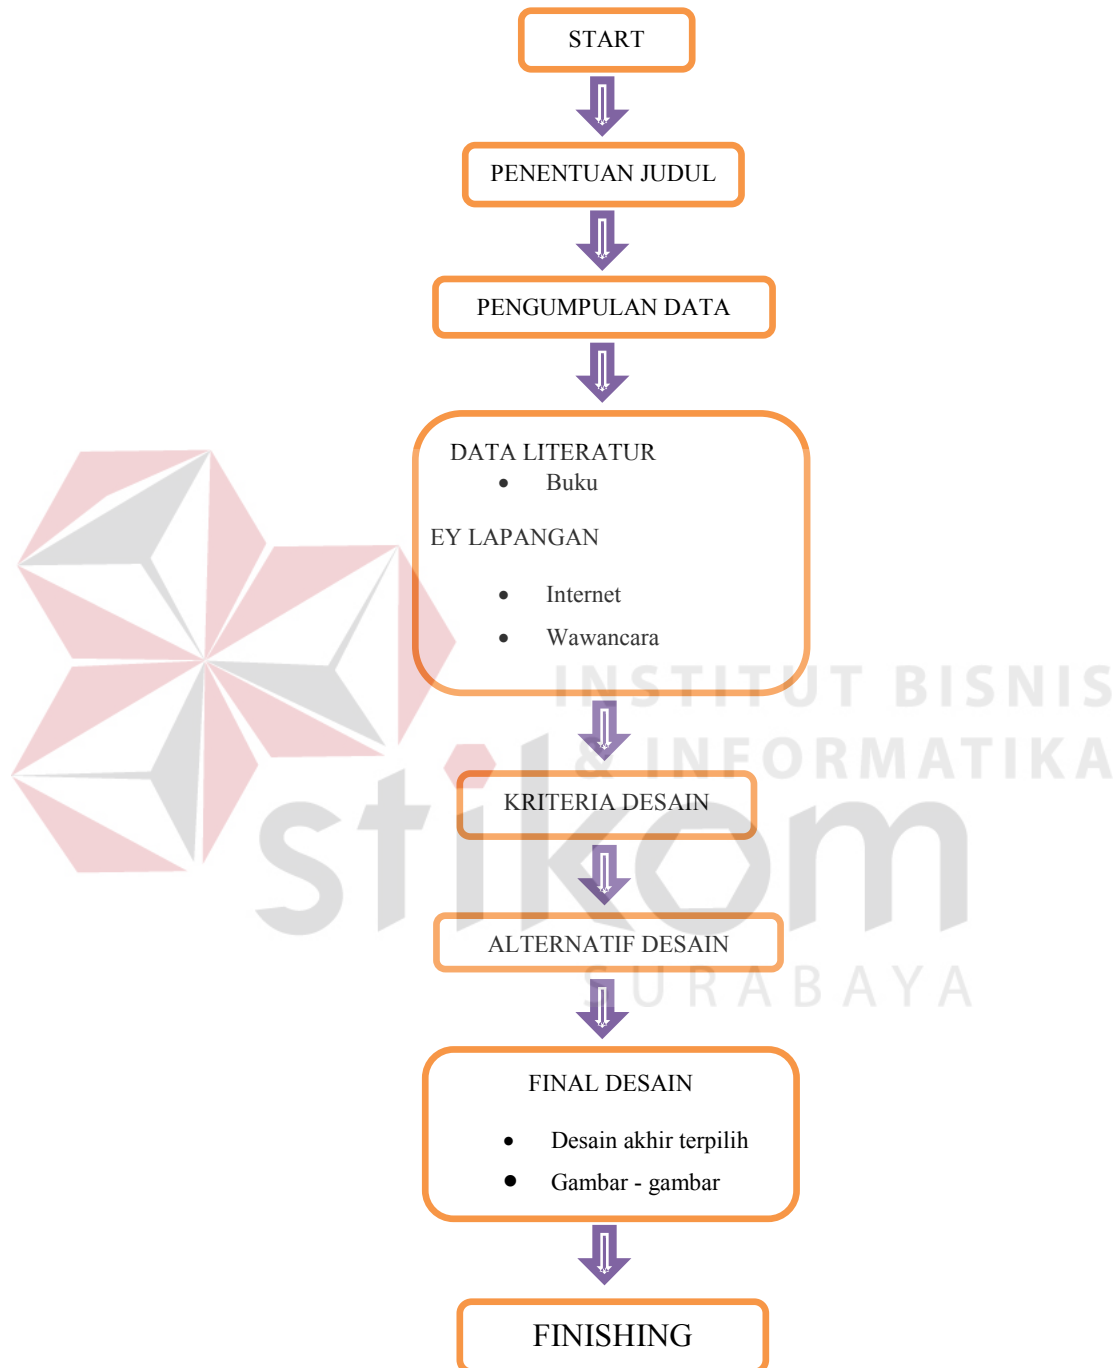 START
PENENTUAN JUDUL
PENGUMPULAN DATA
DATA LITERATUR
• Buku
EY LAPANGAN
• Internet
• Wawancara
INSTITUT BISNIS
& INFORMATIKA
stikom
SURABAYA
KRITERIA DESAIN
ALTERNATIF DESAIN
FINAL DESAIN
• Desain akhir terpilih
• Gambar - gambar
FINISHING